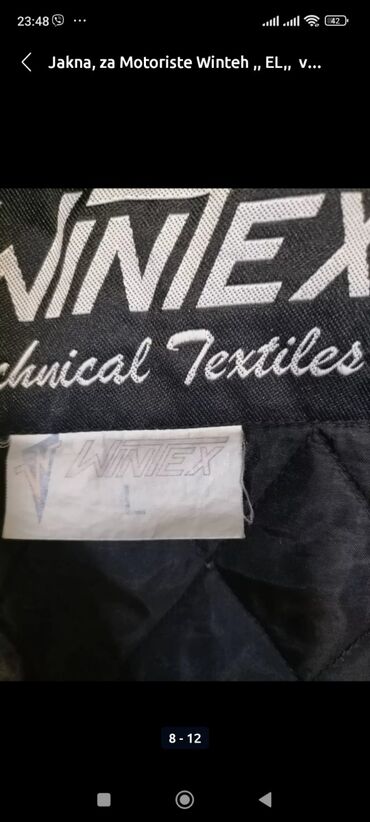 23:48
42
Jakna, za Motoriste Winteh ,, EL,, v...
WINTEX
chnical Textiles
WINTEX
L
8 - 12